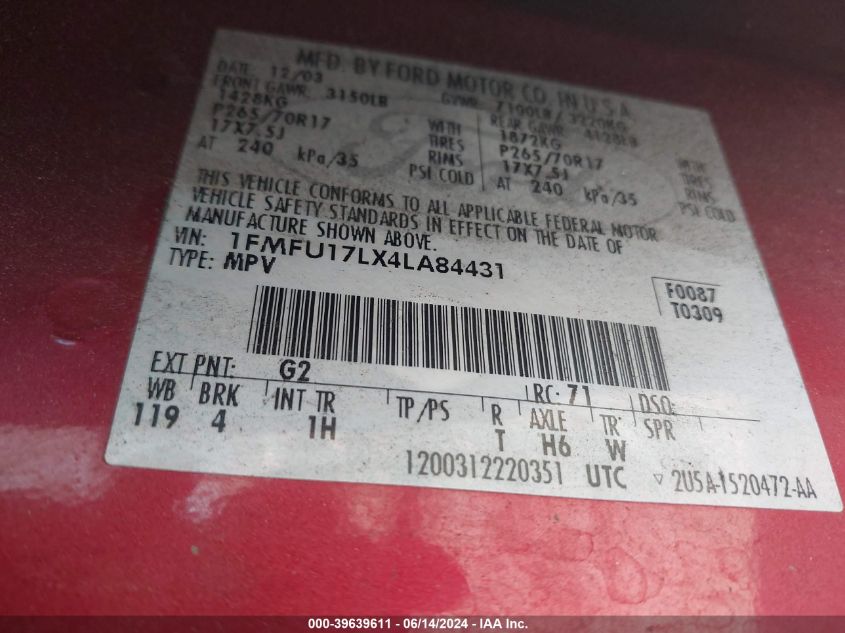 MFD. BY FORD MOTOR CO. IN U.S.A.
DATE: 12/03 GVWR: 7100LB / 3220KG
FRONT GAWR: 3150LB REAR GAWR: 4128LB
1428KG WITH 1872KG WITH
P265/70R17 TIRES P265/70R17 TIRES
17X7.5J RIMS 17X7.5J RIMS
AT 240 kPa/35 PSI COLD AT 240 kPa/35 PSI COLD
THIS VEHICLE CONFORMS TO ALL APPLICABLE FEDERAL MOTOR
VEHICLE SAFETY STANDARDS IN EFFECT ON THE DATE OF
MANUFACTURE SHOWN ABOVE.
VIN: 1FMFU17LX4LA84431
TYPE: MPV
F0087
T0309
EXT PNT: G2 RC: 71 DSO:
WB BRK INT TR TP/PS R AXLE TR SPR
119 4 1H T H6 W
1200312220351 UTC ▽ 2U5A-1520472-AA
000-39639611 - 06/14/2024 - IAAI Inc.